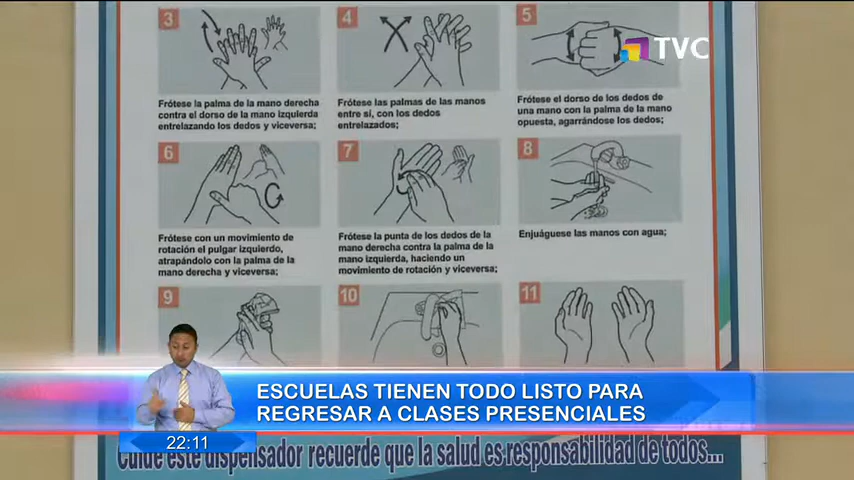 3
4
5
TVC
Frótese la palma de la mano derecha
contra el dorso de la mano izquierda
entrelazando los dedos y viceversa;
Frótese las palmas de las manos
entre sí, con los dedos
entrelazados;
Frótese el dorso de los dedos de
una mano con la palma de la mano
opuesta, agarrándose los dedos;
6
7
8
Frótese con un movimiento de
rotación el pulgar izquierdo,
atrapándolo con la palma de la
mano derecha y viceversa;
Frótese la punta de los dedos de la
mano derecha contra la palma de la
mano izquierda, haciendo un
movimiento de rotación y viceversa;
Enjuáguese las manos con agua;
9
10
11
ESCUELAS TIENEN TODO LISTO PARA
REGRESAR A CLASES PRESENCIALES
22:11
Cuide este dispensador recuerde que la salud es responsabilidad de todos...